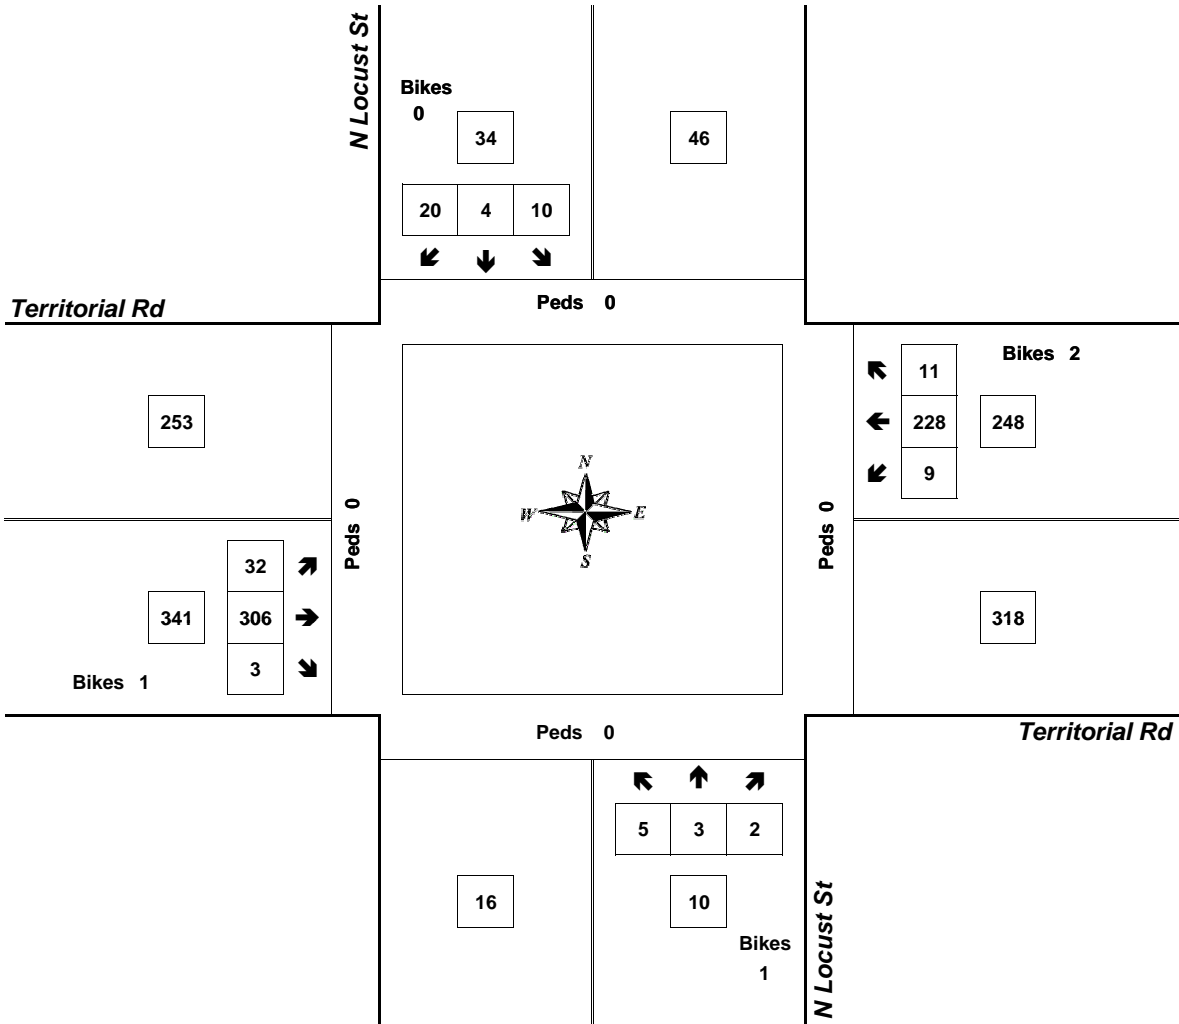 N Locust St
Bikes
0
34
46
20 4 10
Peds 0
Territorial Rd
11
Bikes 2
253
228
248
9
N
W E
S
Peds 0
Peds 0
32
341
306
318
3
Bikes 1
Peds 0
Territorial Rd
5 3 2
16
10
N Locust St
Bikes
1